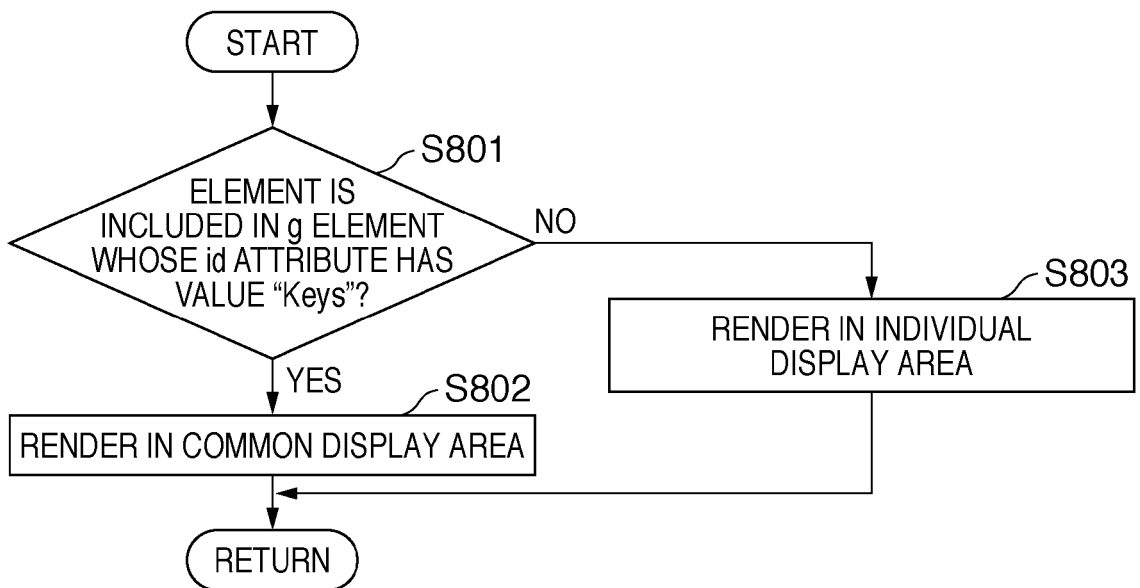 START
S801
ELEMENT IS
INCLUDED IN g ELEMENT
WHOSE id ATTRIBUTE HAS
VALUE “Keys”?
NO
S803
RENDER IN INDIVIDUAL
DISPLAY AREA
YES
S802
RENDER IN COMMON DISPLAY AREA
RETURN